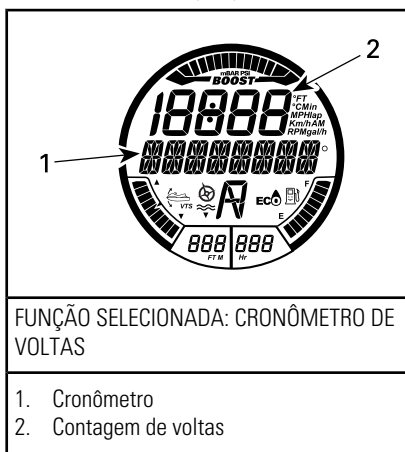 2
mBAR PSI
BOOST
18888
°FT
°CMin
MPHlap
Km/hAM
RPMgal/h
1
°
VTS
A
ECO
F
E
888 888
FT M Hr
FUNÇÃO SELECIONADA: CRONÔMETRO DE
VOLTAS
1. Cronômetro
2. Contagem de voltas